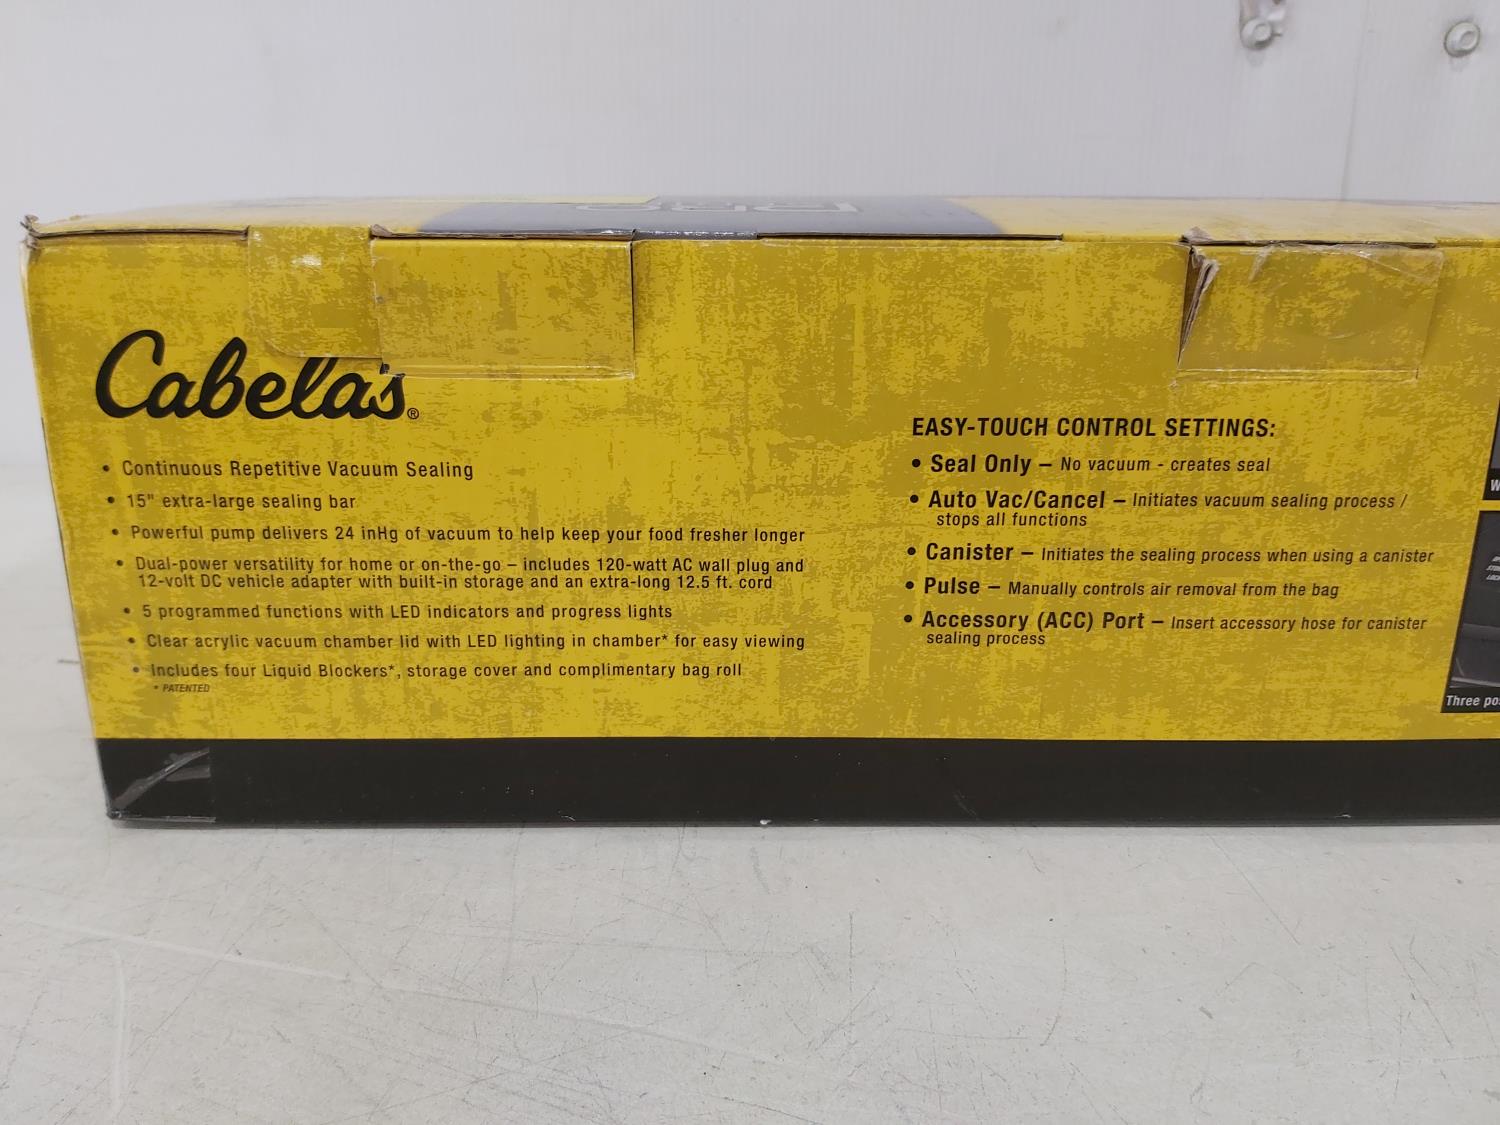 Cabela's®
• Continuous Repetitive Vacuum Sealing
• 15" extra-large sealing bar
• Powerful pump delivers 24 inHg of vacuum to help keep your food fresher longer
• Dual-power versatility for home or on-the-go – includes 120-watt AC wall plug and
12-volt DC vehicle adapter with built-in storage and an extra-long 12.5 ft. cord
• 5 programmed functions with LED indicators and progress lights
• Clear acrylic vacuum chamber lid with LED lighting in chamber* for easy viewing
• Includes four Liquid Blockers*, storage cover and complimentary bag roll
* PATENTED
EASY-TOUCH CONTROL SETTINGS:
• Seal Only – No vacuum - creates seal
• Auto Vac/Cancel – Initiates vacuum sealing process /
stops all functions
• Canister – Initiates the sealing process when using a canister
• Pulse – Manually controls air removal from the bag
• Accessory (ACC) Port – Insert accessory hose for canister
sealing process
Three